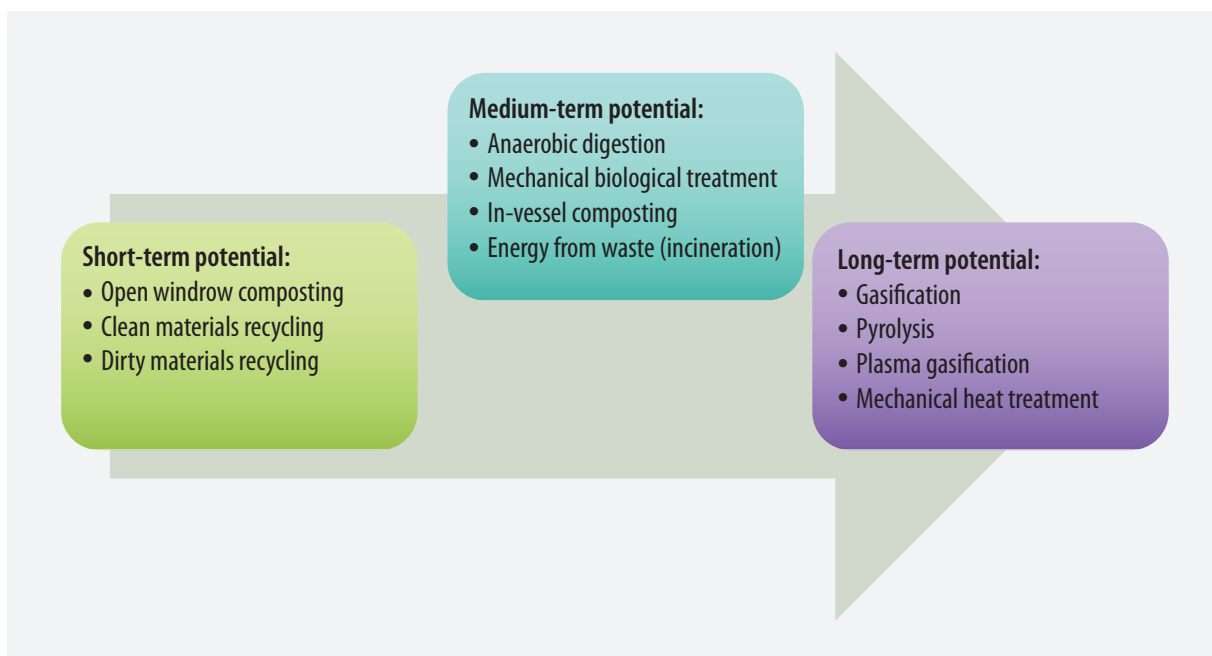 Short-term potential:
• Open windrow composting
• Clean materials recycling
• Dirty materials recycling
Medium-term potential:
• Anaerobic digestion
• Mechanical biological treatment
• In-vessel composting
• Energy from waste (incineration)
Long-term potential:
• Gasification
• Pyrolysis
• Plasma gasification
• Mechanical heat treatment